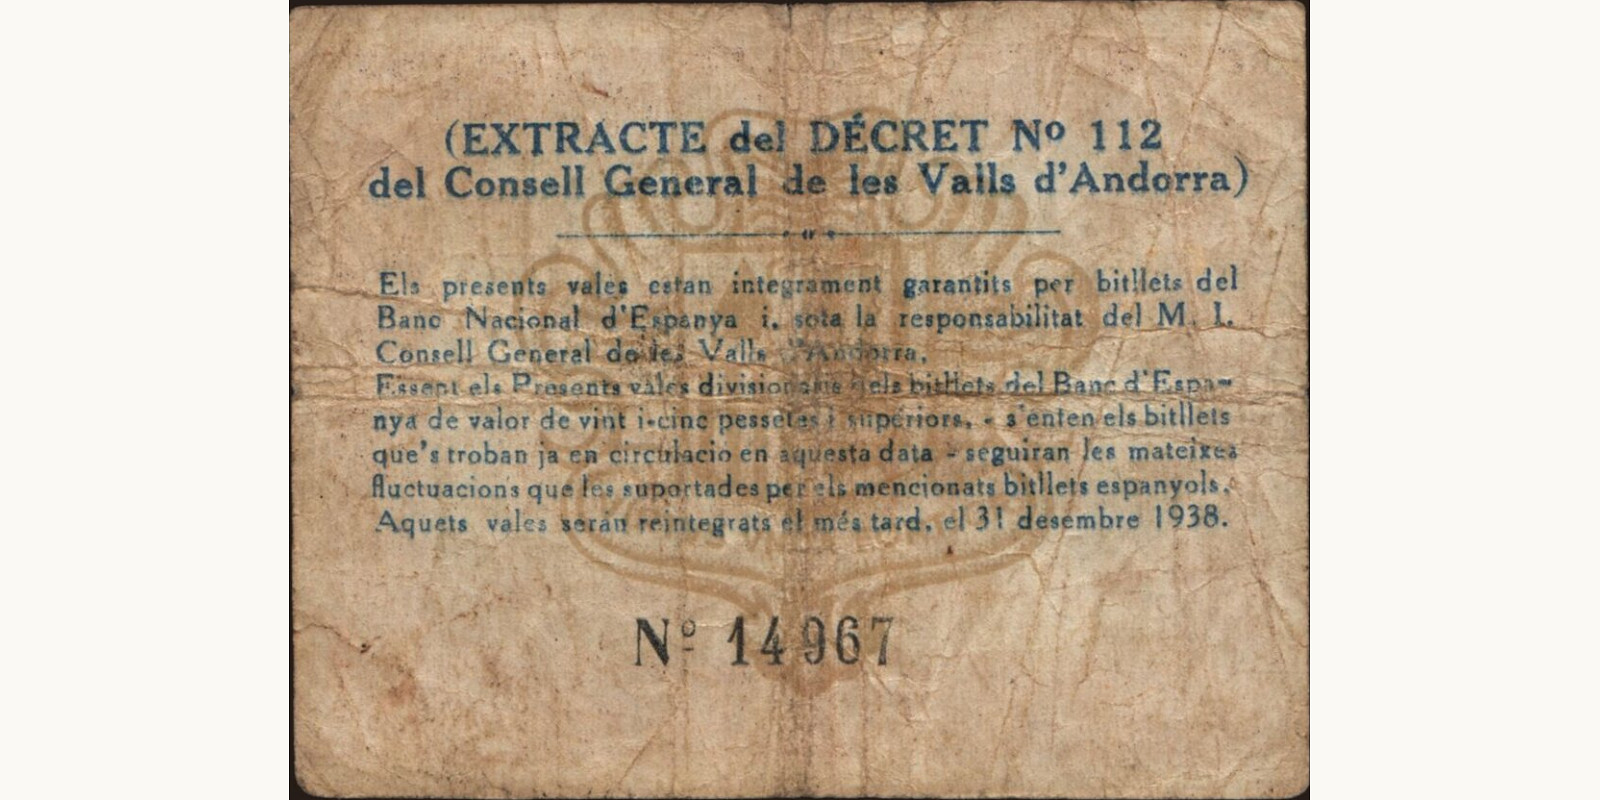 (EXTRACTE del DÉCRET Nº 112
del Consell General de les Valls d'Andorra)
Els presents vales estan integrament garantits per bitllets del
Banc Nacional d'Espanya i, sota la responsabilitat del M. I.
Consell General de les Valls d'Andorra.
Essent els Presents vales divisionaris dels bitllets del Banc d'Espa-
nya de valor de vint i-cinc pessetes i superiors, - s'enten els bitllets
que's troban ja en circulacio en aquesta data - seguiran les mateixes
fluctuacions que les suportades per els mencionats bitllets espanyols.
Aquets vales seran reintegrats el més tard, el 31 desembre 1938.
Nº 14967